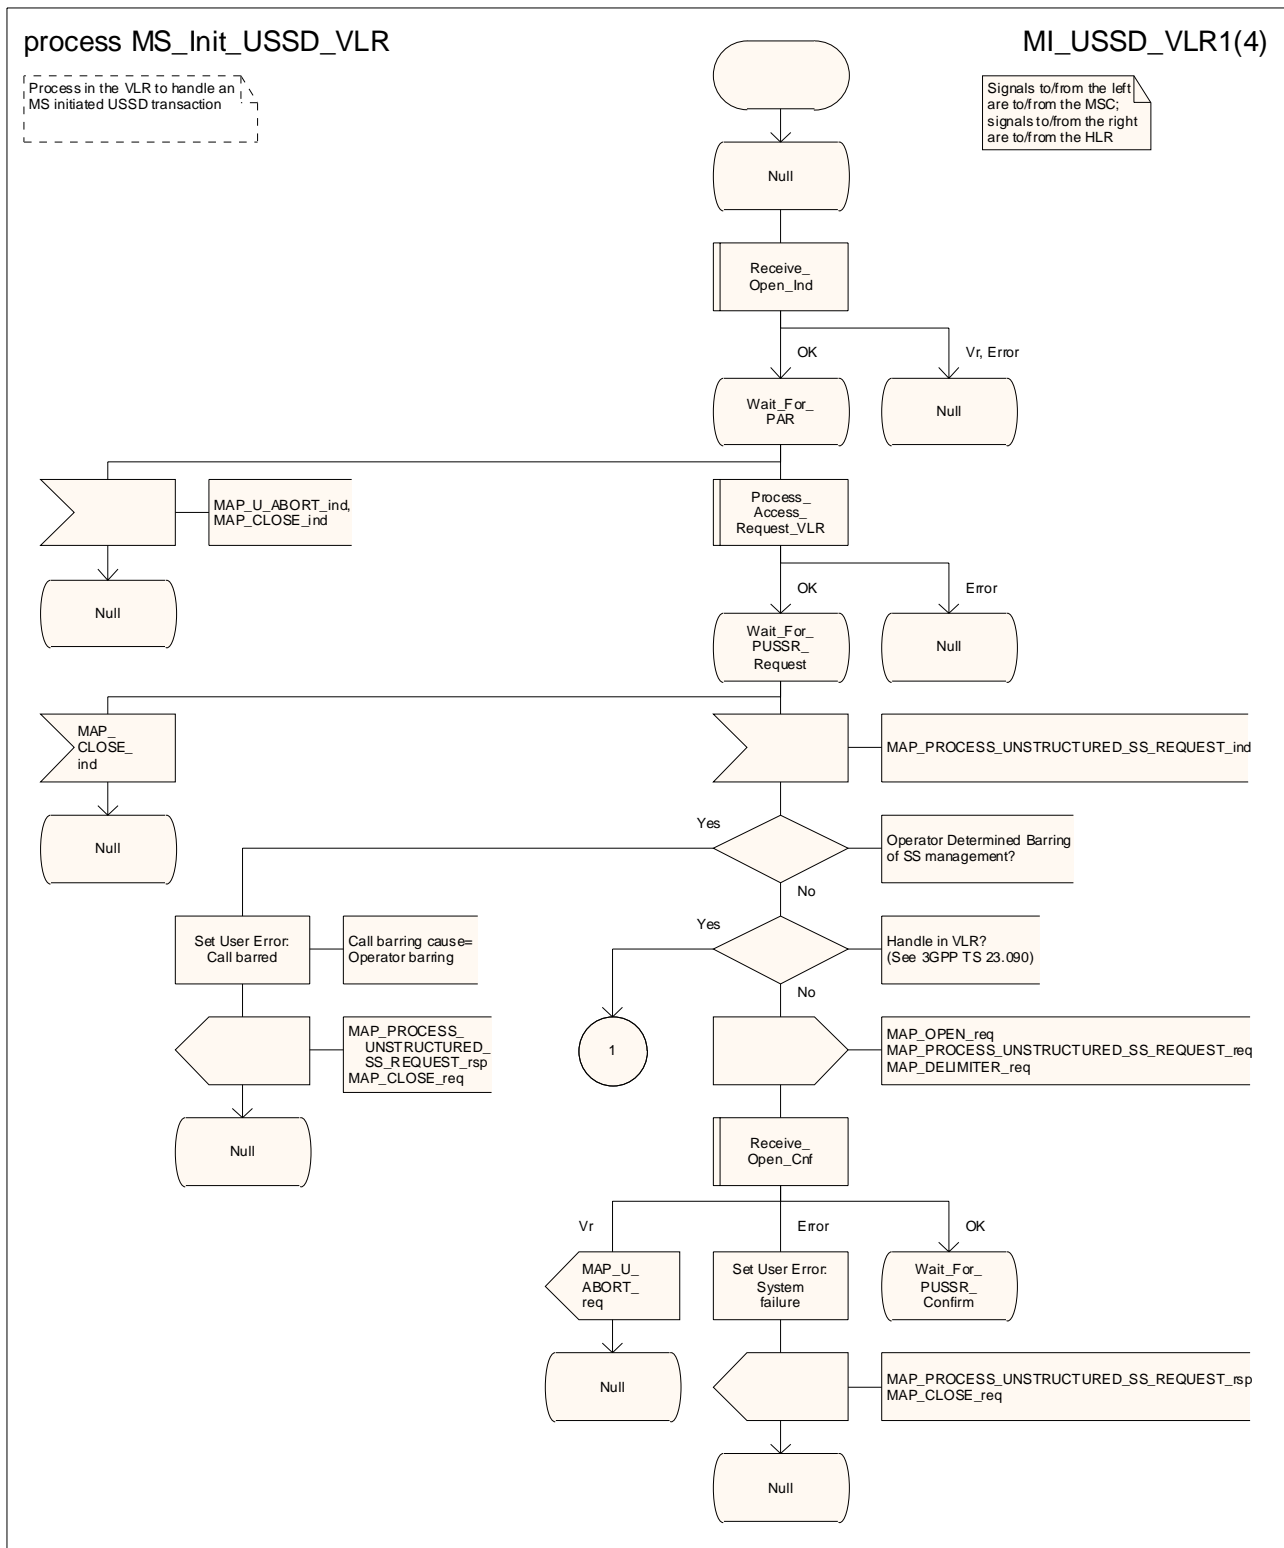 process MS_Init_USSD_VLR
MI_USSD_VLR1(4)
Process in the VLR to handle an
MS initiated USSD transaction
Signals to/from the left
are to/from the MSC;
signals to/from the right
are to/from the HLR
Null
Receive_
Open_Ind
OK
Vr, Error
Wait_For_
PAR
Null
MAP_U_ABORT_ind,
MAP_CLOSE_ind
Process_
Access_
Request_VLR
OK
Error
Null
Wait_For_
PUSSR_
Request
Null
MAP_
CLOSE_
ind
MAP_PROCESS_UNSTRUCTURED_SS_REQUEST_ind
Null
Yes
Operator Determined Barring
of SS management?
No
Set User Error:
Call barred
Call barring cause=
Operator barring
Yes
Handle in VLR?
(See 3GPP TS 23.090)
No
MAP_PROCESS_
UNSTRUCTURED_
SS_REQUEST_rsp
MAP_CLOSE_req
1
MAP_OPEN_req
MAP_PROCESS_UNSTRUCTURED_SS_REQUEST_req
MAP_DELIMITER_req
Null
Receive_
Open_Cnf
Vr
Error
OK
MAP_U_
ABORT_
req
Set User Error:
System
failure
Wait_For_
PUSSR_
Confirm
Null
MAP_PROCESS_UNSTRUCTURED_SS_REQUEST_rsp
MAP_CLOSE_req
Null